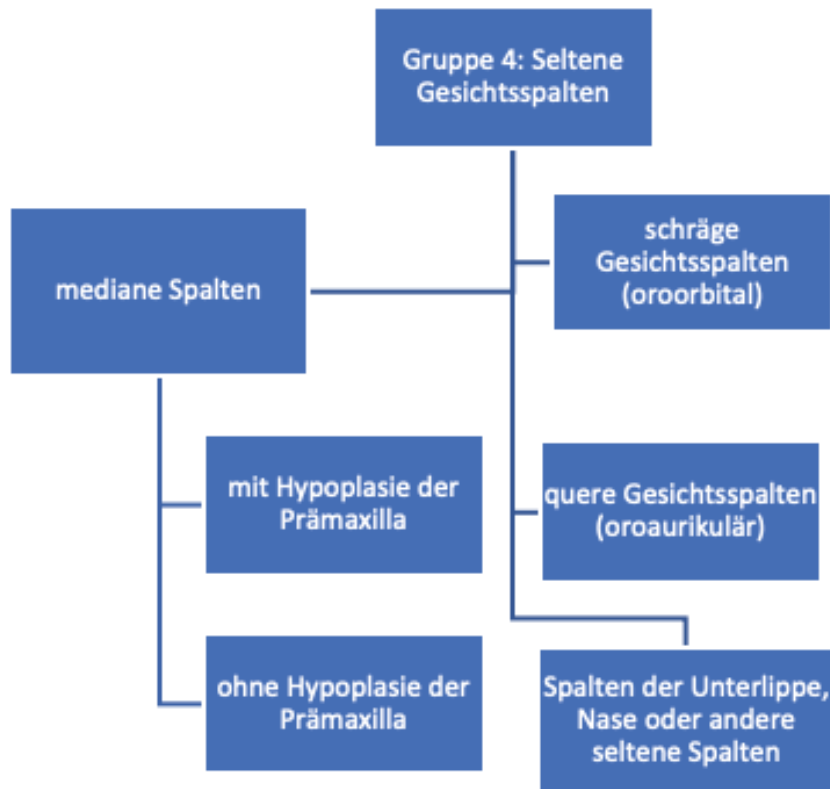 Gruppe 4: Seltene
Gesichtsspalten
mediane Spalten
schräge
Gesichtsspalten
(oroorbital)
mit Hypoplasie der
Prämaxilla
quere Gesichtsspalten
(oroaurikulär)
ohne Hypoplasie der
Prämaxilla
Spalten der Unterlippe,
Nase oder andere
seltene Spalten